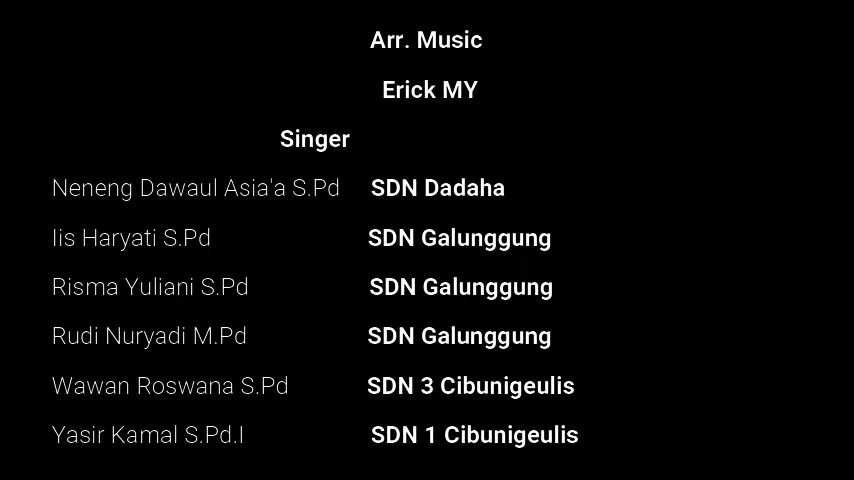 Arr. Music
Erick MY
Singer
Neneng Dawaul Asia'a S.Pd SDN Dadaha
Iis Haryati S.Pd SDN Galunggung
Risma Yuliani S.Pd SDN Galunggung
Rudi Nuryadi M.Pd SDN Galunggung
Wawan Roswana S.Pd SDN 3 Cibunigeulis
Yasir Kamal S.Pd.I SDN 1 Cibunigeulis